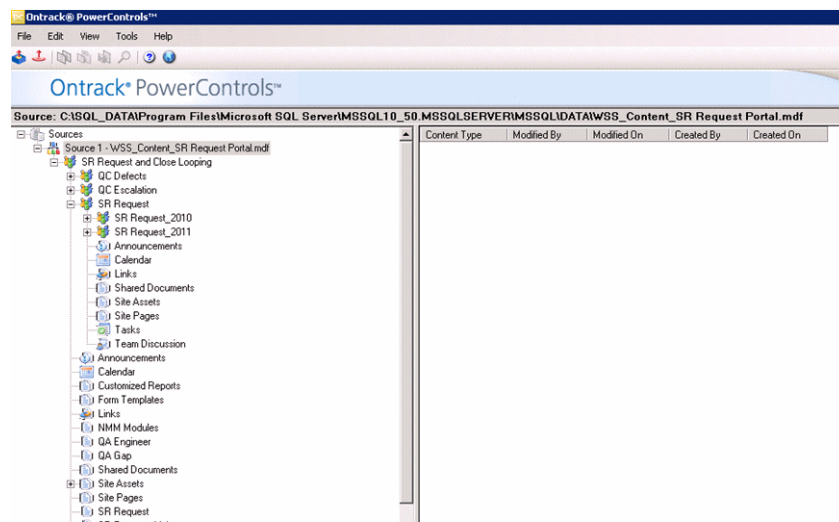 Ontrack® PowerControls™
File Edit View Tools Help
Ontrack® PowerControls™
Source: C:\SQL_DATA\Program Files\Microsoft SQL Server\MSSQL10_50.MSSQLSERVER\MSSQL\DATA\WSS_Content_SR Request Portal.mdf
Sources
Content Type Modified By Modified On Created By Created On
Source 1 - WSS_Content_SR Request Portal.mdf
SR Request and Close Looping
QC Defects
QC Escalation
SR Request
SR Request_2010
SR Request_2011
Announcements
Calendar
Links
Shared Documents
Site Assets
Site Pages
Tasks
Team Discussion
Announcements
Calendar
Customized Reports
Form Templates
Links
NMM Modules
QA Engineer
QA Gap
Shared Documents
Site Assets
Site Pages
SR Request